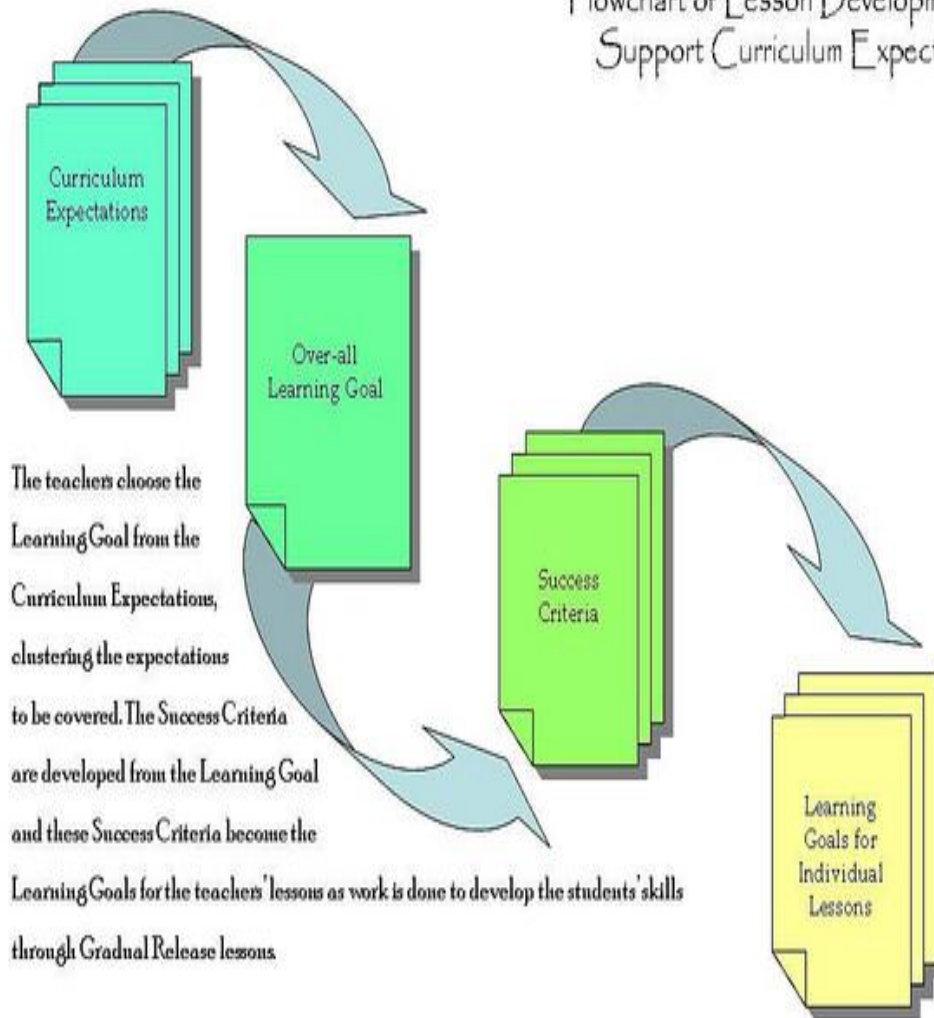 Flowchart of Lesson
Support Curriculum
Curriculum
Expectations
Over-all
Learning Goal
Success
Criteria
Learning
Goals for
Individual
Lessons
The teachers choose the
Learning Goal from the
Curriculum Expectations,
clustering the expectations
to be covered. The Success Criteria
are developed from the Learning Goal
and these Success Criteria become the
Learning Goals for the teachers' lessons as work is done to develop the students' skills
through Gradual Release lessons.